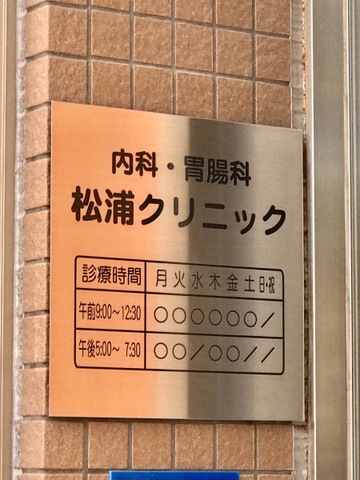 内科・胃腸科
松浦クリニック
診療時間 月 火 水 木 金 土 日・祝
午前9:00〜12:30 ○○○○○○/
午後5:00〜 7:30 ○○/○○//